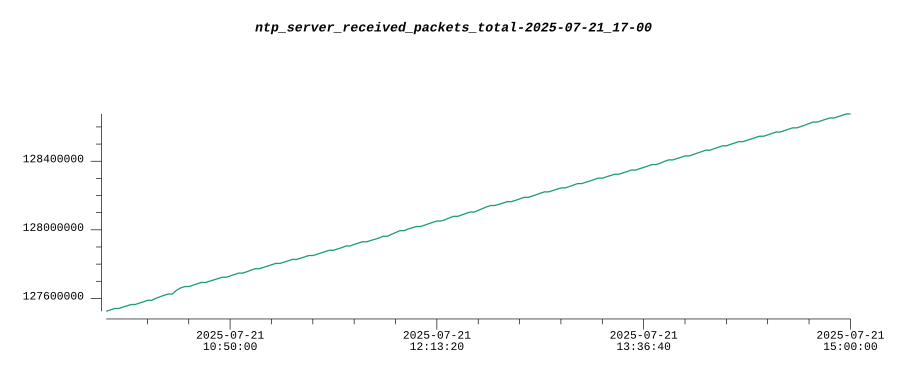 ntp_server_received_packets_total-2025-07-21_17-00
128400000
128000000
127600000
2025-07-21 2025-07-21 2025-07-21 2025-07-21
10:50:00 12:13:20 13:36:40 15:00:00